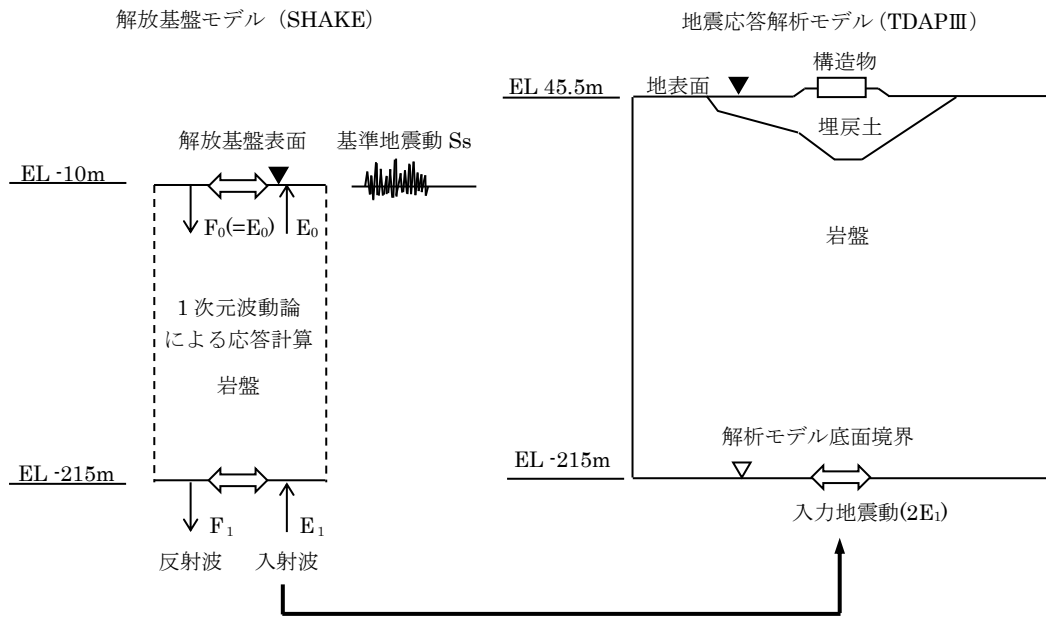 解放基盤モデル（SHAKE）
解放基盤表面
基準地震動 Ss
EL -10m
F₀(=E₀)
E₀
1 次元波動論
による応答計算
岩盤
EL -215m
F₁
E₁
反射波
入射波
地震応答解析モデル（TDAPⅢ）
構造物
EL 45.5m
地表面
埋戻土
岩盤
解析モデル底面境界
EL -215m
入力地震動(2E₁)